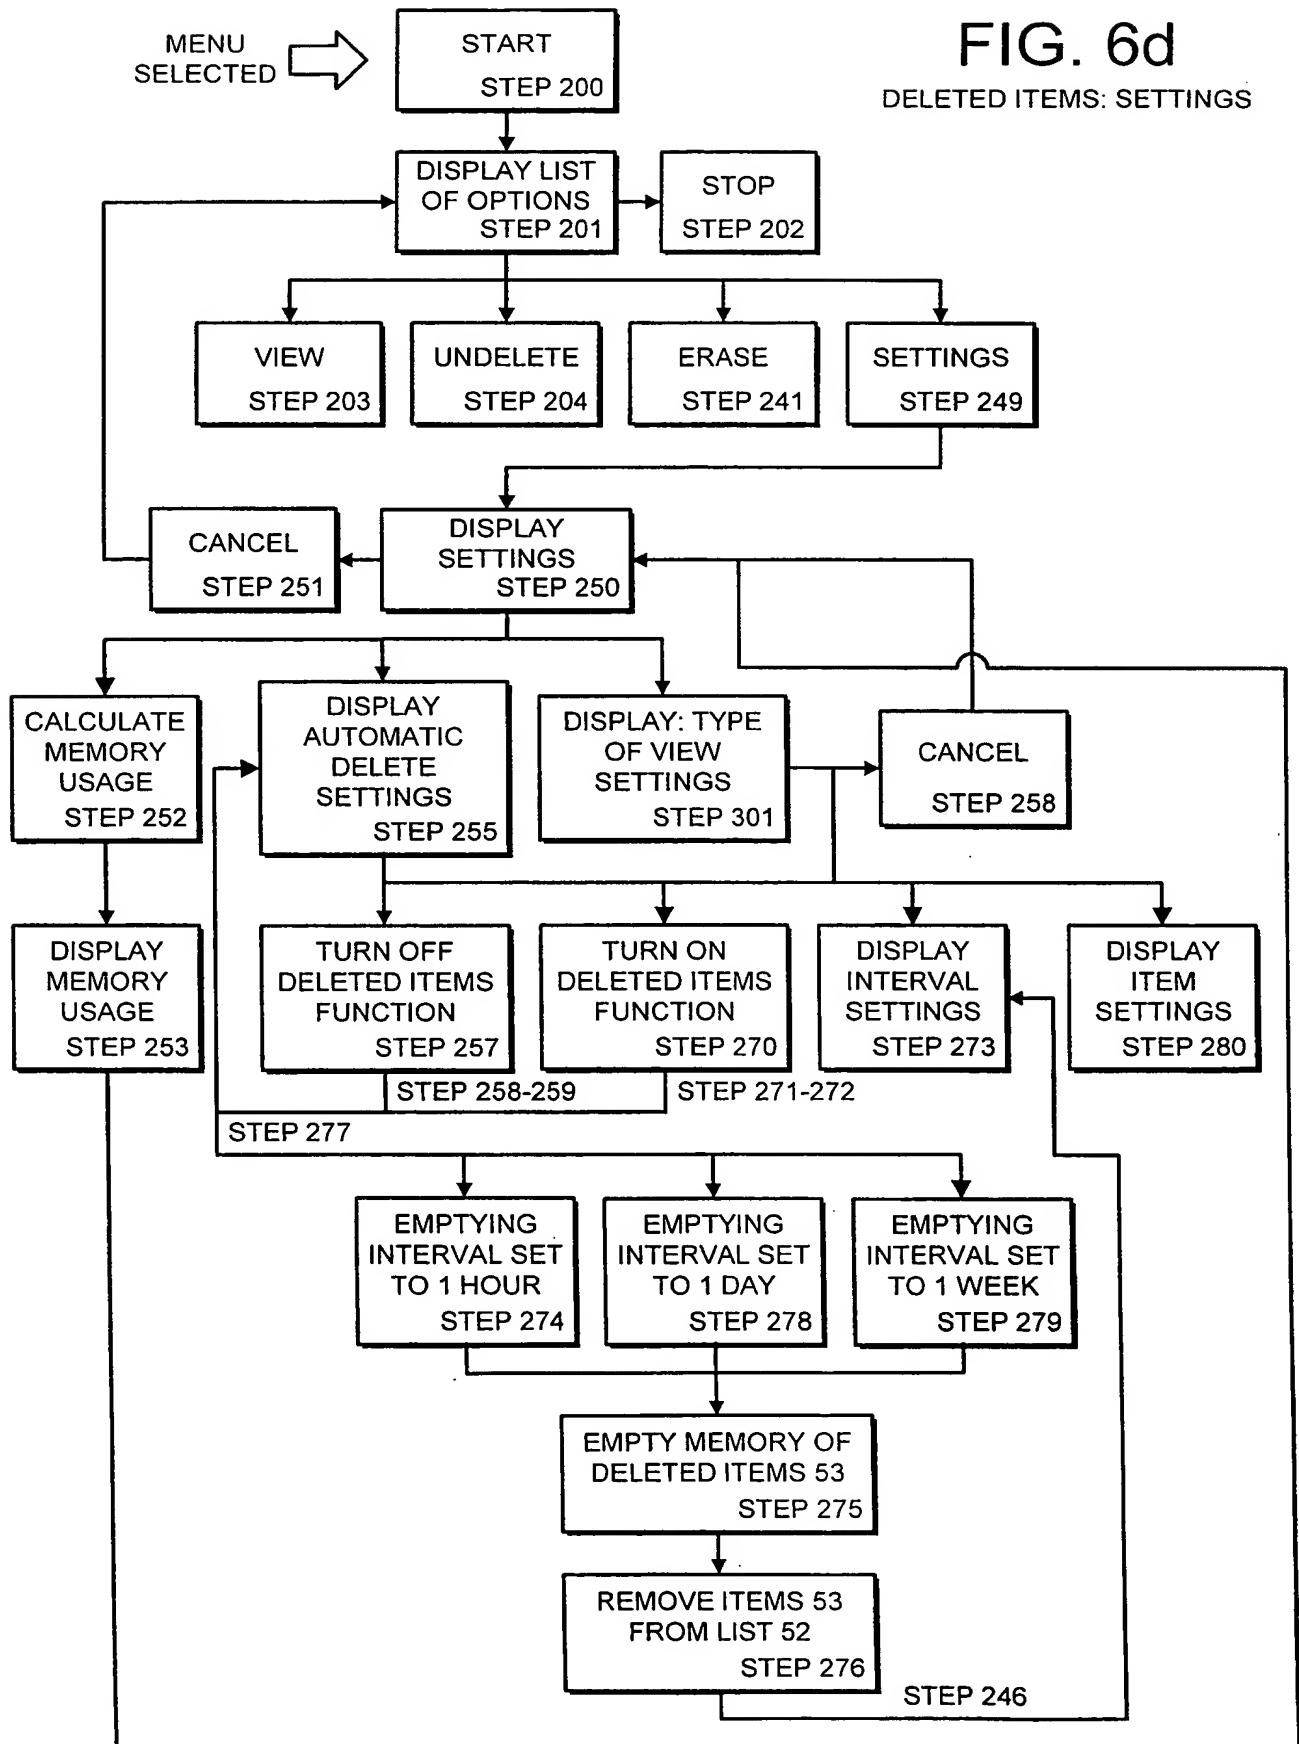 FIG. 6d
DELETED ITEMS: SETTINGS
MENU
SELECTED
START
STEP 200
DISPLAY LIST
OF OPTIONS
STEP 201
STOP
STEP 202
VIEW
STEP 203
UNDELETE
STEP 204
ERASE
STEP 241
SETTINGS
STEP 249
CANCEL
STEP 251
DISPLAY
SETTINGS
STEP 250
CALCULATE
MEMORY
USAGE
STEP 252
DISPLAY
AUTOMATIC
DELETE
SETTINGS
STEP 255
DISPLAY: TYPE
OF VIEW
SETTINGS
STEP 301
CANCEL
STEP 258
DISPLAY
MEMORY
USAGE
STEP 253
TURN OFF
DELETED ITEMS
FUNCTION
STEP 257
TURN ON
DELETED ITEMS
FUNCTION
STEP 270
DISPLAY
INTERVAL
SETTINGS
STEP 273
DISPLAY
ITEM
SETTINGS
STEP 280
STEP 258-259
STEP 271-272
STEP 277
EMPTYING
INTERVAL SET
TO 1 HOUR
STEP 274
EMPTYING
INTERVAL SET
TO 1 DAY
STEP 278
EMPTYING
INTERVAL SET
TO 1 WEEK
STEP 279
EMPTY MEMORY OF
DELETED ITEMS 53
STEP 275
REMOVE ITEMS 53
FROM LIST 52
STEP 276
STEP 246